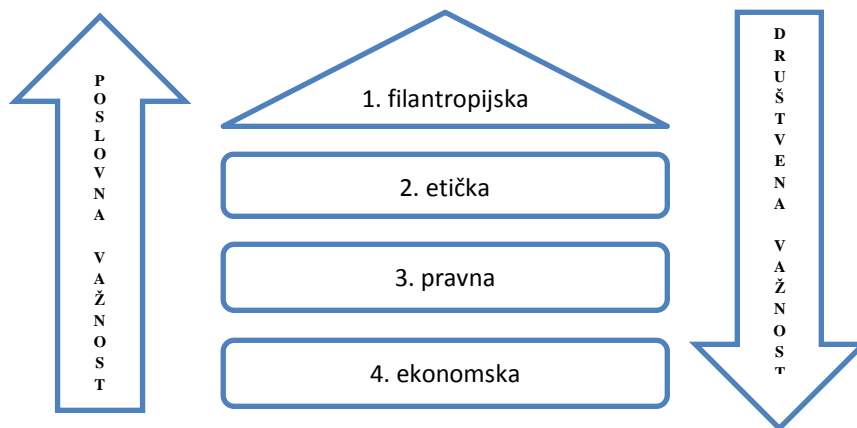 POSLOVNA VAŽNOST
1. filantropijska
2. etička
3. pravna
4. ekonomska
DRUŠTVENA VAŽNOST